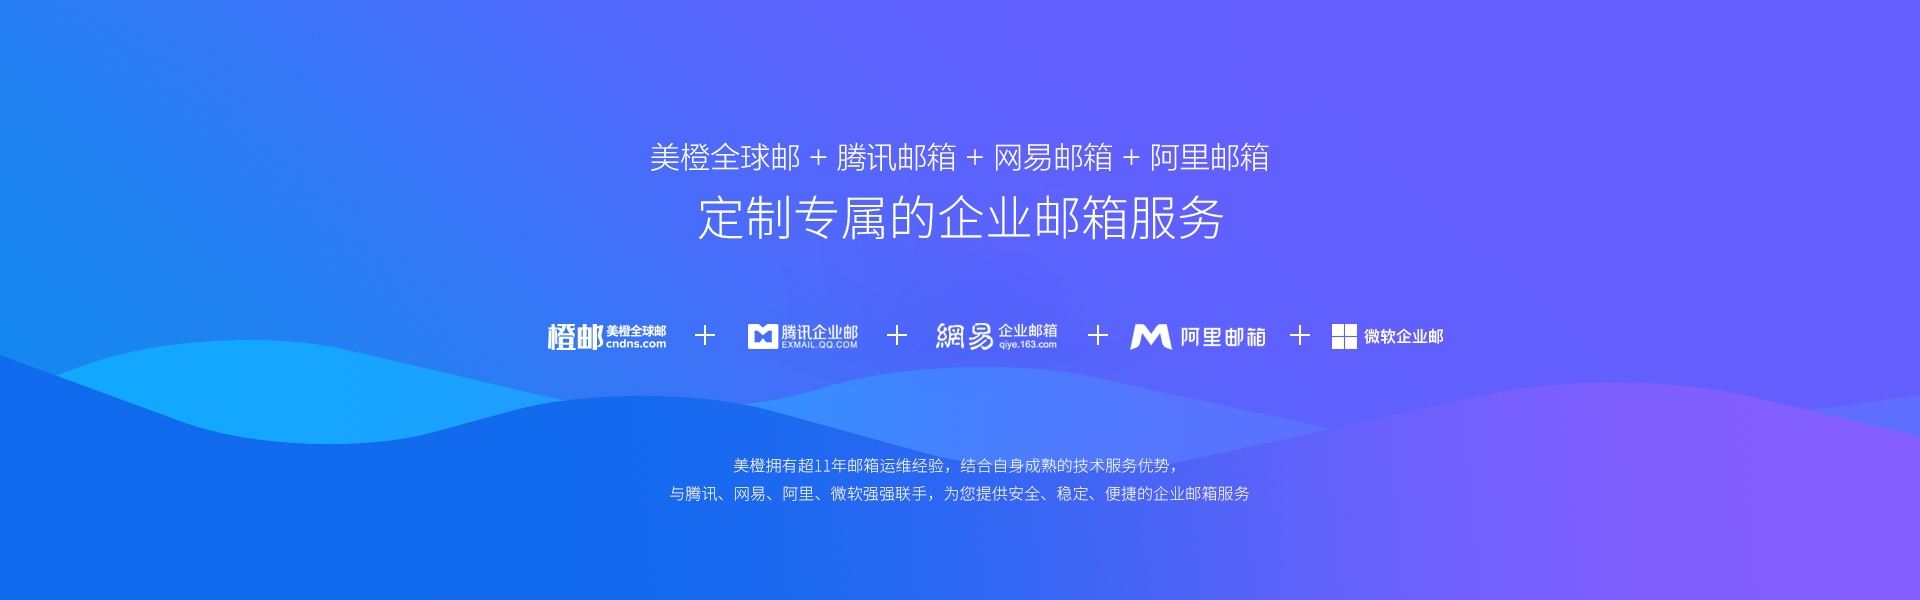 美橙全球邮 + 腾讯邮箱 + 网易邮箱 + 阿里邮箱
定制专属的企业邮箱服务
橙邮 美橙全球邮 cndns.com + 腾讯企业邮 EXMAIL.QQ.COM + 網易 企业邮箱 qiye.163.com + 阿里邮箱 + 微软企业邮
美橙拥有超11年邮箱运维经验，结合自身成熟的技术服务优势，
与腾讯、网易、阿里、微软强强联手，为您提供安全、稳定、便捷的企业邮箱服务